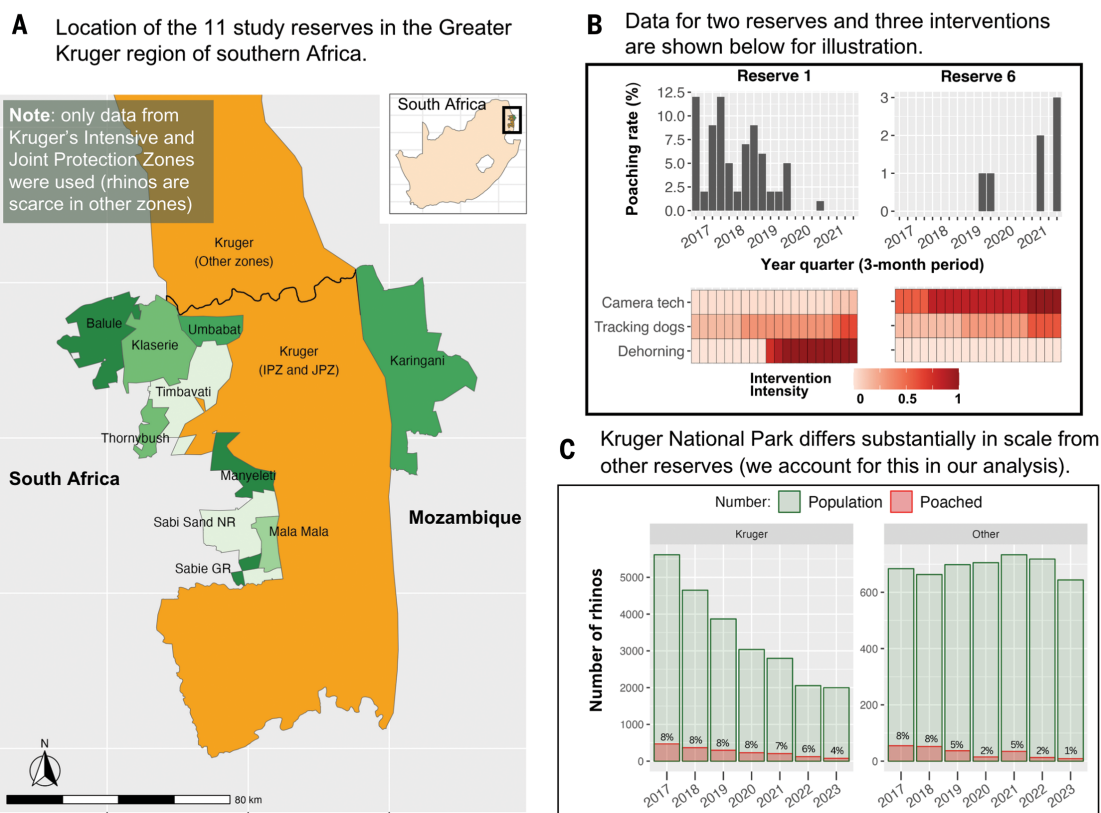 A
Location of the 11 study reserves in the Greater
Kruger region of southern Africa.
Note: only data from
Kruger's Intensive and
Joint Protection Zones
were used (rhinos are
scarce in other zones)
South Africa
Kruger
(Other zones)
Balule
Umbabat
Klaserie
Kruger
(IPZ and JPZ)
Karingani
Timbavati
Thornybush
South Africa
Manyeleti
Mozambique
Sabi Sand NR
Mala Mala
Sabie GR
N
80 km
B
Data for two reserves and three interventions
are shown below for illustration.
Reserve 1
Reserve 6
Poaching rate (%)
12.5
10.0
7.5
5.0
2.5
0.0
3
2
1
0
2017 2018 2019 2020 2021
2017 2018 2019 2020 2021
Year quarter (3-month period)
Camera tech
Tracking dogs
Dehorning
Intervention
Intensity
0 0.5 1
C
Kruger National Park differs substantially in scale from
other reserves (we account for this in our analysis).
Number: Population Poached
Kruger
Other
Number of rhinos
5000
4000
3000
2000
1000
0
8% 8% 8% 8% 7% 6% 4%
2017 2018 2019 2020 2021 2022 2023
600
400
200
0
8% 8% 5% 2% 5% 2% 1%
2017 2018 2019 2020 2021 2022 2023